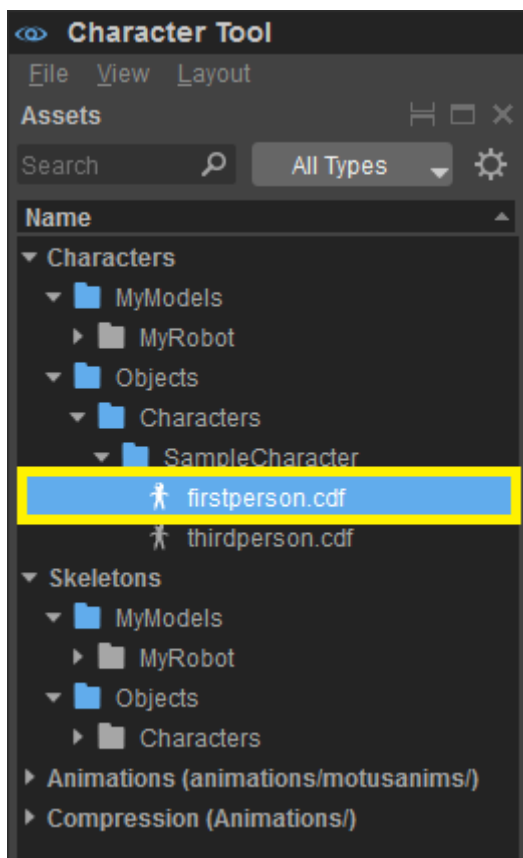 Character Tool
File View Layout
Assets
Search All Types
Name
Characters
MyModels
MyRobot
Objects
Characters
SampleCharacter
firstperson.cdf
thirdperson.cdf
Skeletons
MyModels
MyRobot
Objects
Characters
Animations (animations/motusanims/)
Compression (Animations/)